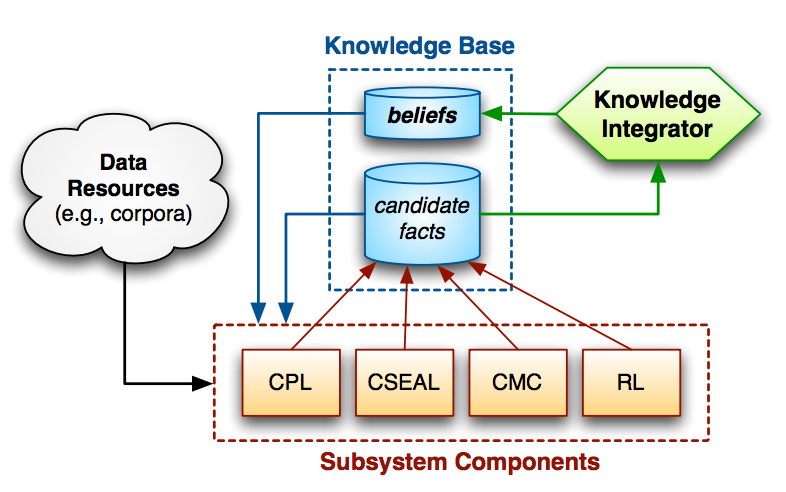 Knowledge Base
beliefs
Knowledge
Integrator
Data
Resources
(e.g., corpora)
candidate
facts
CPL
CSEAL
CMC
RL
Subsystem Components